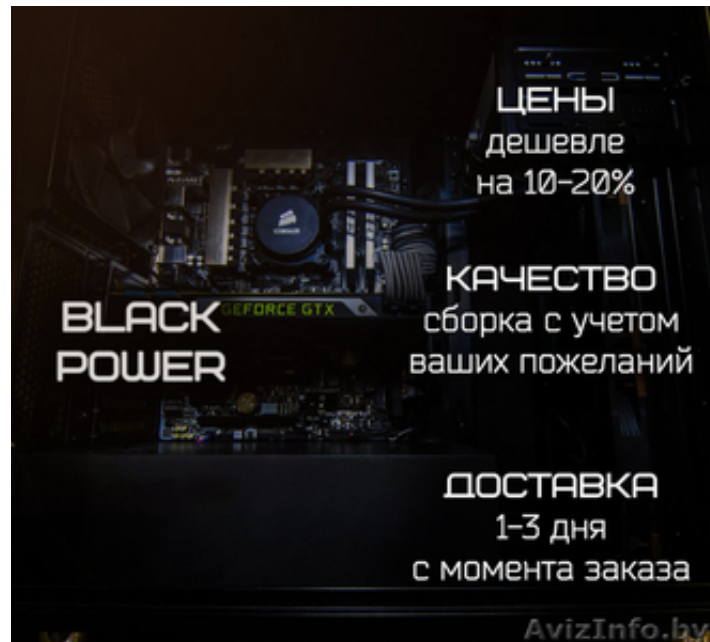 ЦЕНЫ
дешевле
на 10-20%
КАЧЕСТВО
сборка с учетом
ваших пожеланий
BLACK
POWER
GEFORCE GTX
CORSAIR
ДОСТАВКА
1-3 дня
с момента заказа
AvizInfo.by